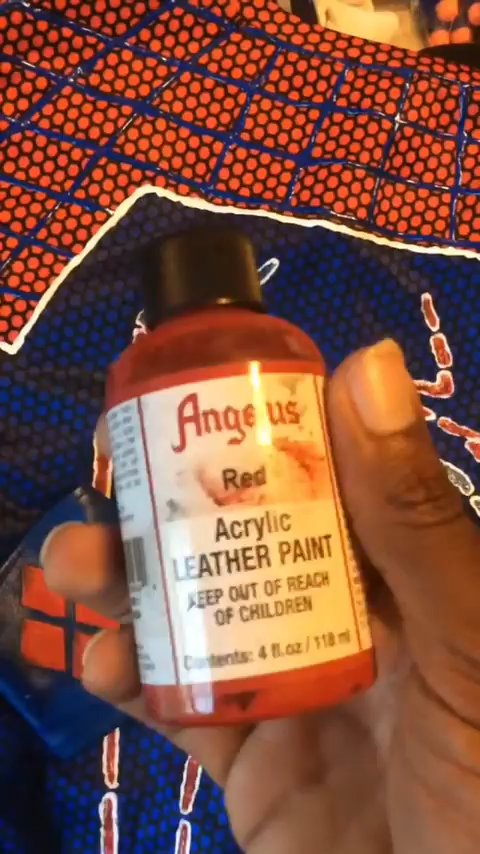 Angelus
Red
Acrylic
LEATHER PAINT
KEEP OUT OF REACH
OF CHILDREN
Contents: 4 fl.oz / 118 ml